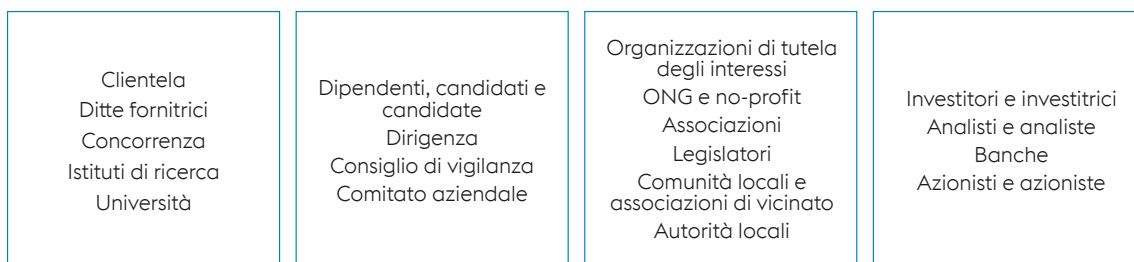 Clientela
Ditte fornitrici
Concorrenza
Istituti di ricerca
Università
Dipendenti, candidati e
candidate
Dirigenza
Consiglio di vigilanza
Comitato aziendale
Organizzazioni di tutela
degli interessi
ONG e no-profit
Associazioni
Legislatori
Comunità locali e
associazioni di vicinato
Autorità locali
Investitori e investitrici
Analisti e analiste
Banche
Azionisti e azioniste